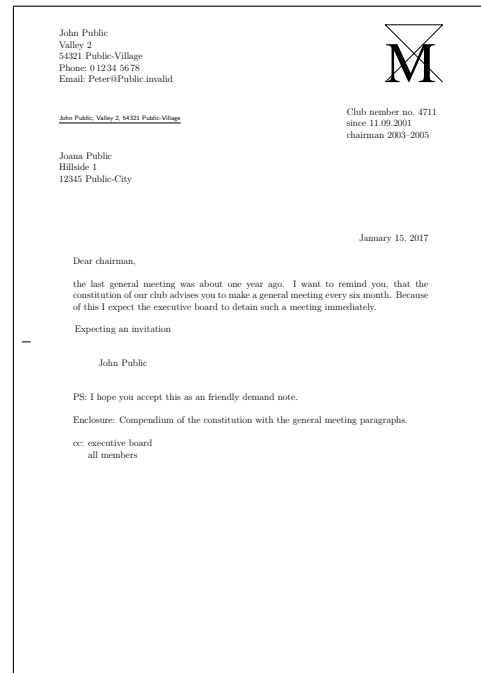 John Public
Valley 2
54321 Public-Village
Phone: 0 12 34 56 78
Email: Peter@Public.invalid
M
John Public, Valley 2, 54321 Public-Village
Club nember no. 4711
since 11.09.2001
chairman 2003–2005
Joana Public
Hillside 1
12345 Public-City
January 15, 2017
Dear chairman,
the last general meeting was about one year ago. I want to remind you, that the
constitution of our club advises you to make a general meeting every six month. Because
of this I expect the executive board to detain such a meeting immediately.
Expecting an invitation
John Public
PS: I hope you accept this as an friendly demand note.
Enclosure: Compendium of the constitution with the general meeting paragraphs.
cc: executive board
all members